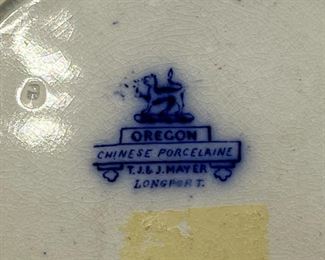 OREGON
CHINESE PORCELAINE
T. J. & J. MAYER
LONGPORT.